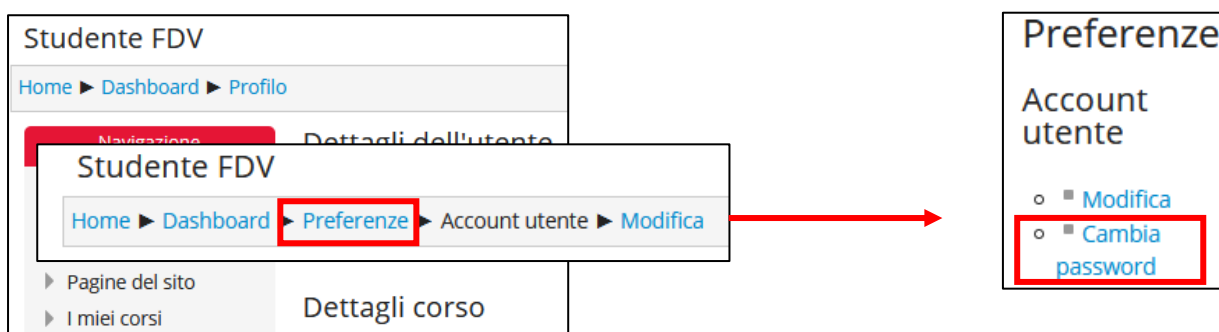 Studente FDV
Home ► Dashboard ► Profilo
Navigazione
Dettagli dell'utente
Studente FDV
Home ► Dashboard ► Preferenze ► Account utente ► Modifica
Pagine del sito
I miei corsi
Dettagli corso
Preferenze
Account
utente
Modifica
Cambia
password